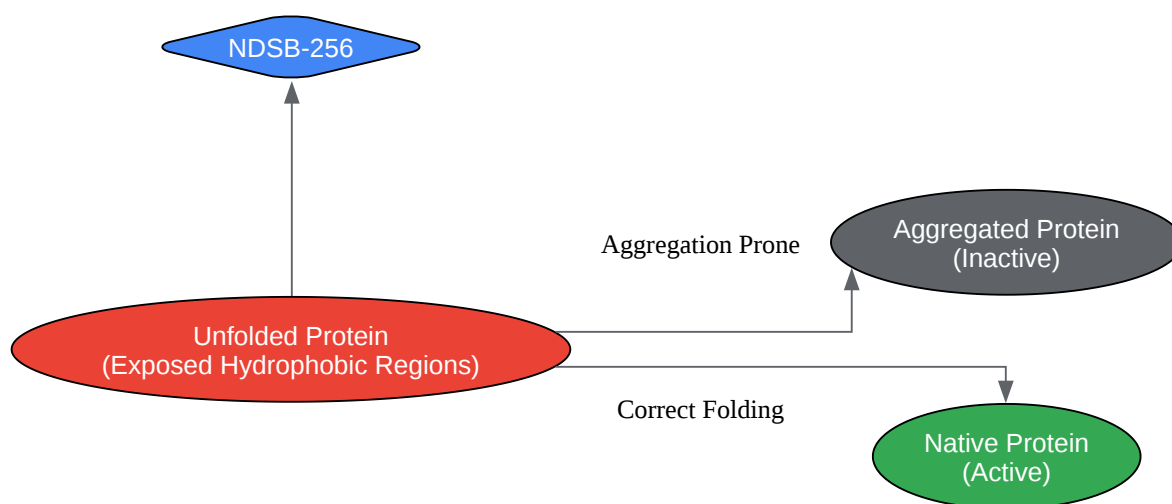 NDSB-256
Aggregation Prone
Aggregated Protein
(Inactive)
Unfolded Protein
(Exposed Hydrophobic Regions)
Correct Folding
Native Protein
(Active)